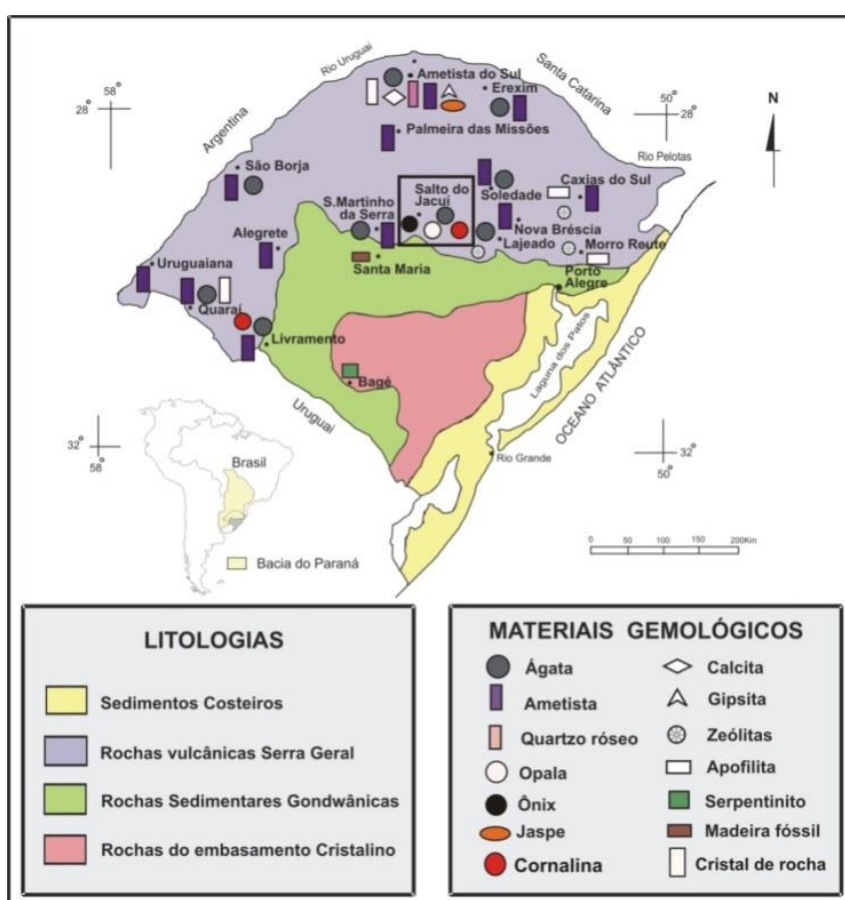 58°
28°
Rio Uruguai
Ametista do Sul
Erexim
Santa Catarina
50°
28
N
Argentina
Palmeira das Missões
Rio Pelotas
São Borja
Salto do
Jacuí
Soledade
Caxias do Sul
S.Martinho
da Serra
Alegrete
Nova Bréscia
Lajeado
Morro Reute
Uruguaiana
Santa Maria
Porto
Alegre
Quaraí
Livramento
Laguna dos Patos
OCEANO ATLÂNTICO
Bagé
Uruguai
32°
58°
Rio Grande
32
50°
Brasil
Bacia do Paraná
0 50 100 150 200Km
LITOLOGIAS
Sedimentos Costeiros
Rochas vulcânicas Serra Geral
Rochas Sedimentares Gondwânicas
Rochas do embasamento Cristalino
MATERIAIS GEMOLÓGICOS
Ágata
Ametista
Quartzo róseo
Opala
Ônix
Jaspe
Cornalina
Calcita
Gipsita
Zeólitas
Apofilita
Serpentinito
Madeira fóssil
Cristal de rocha